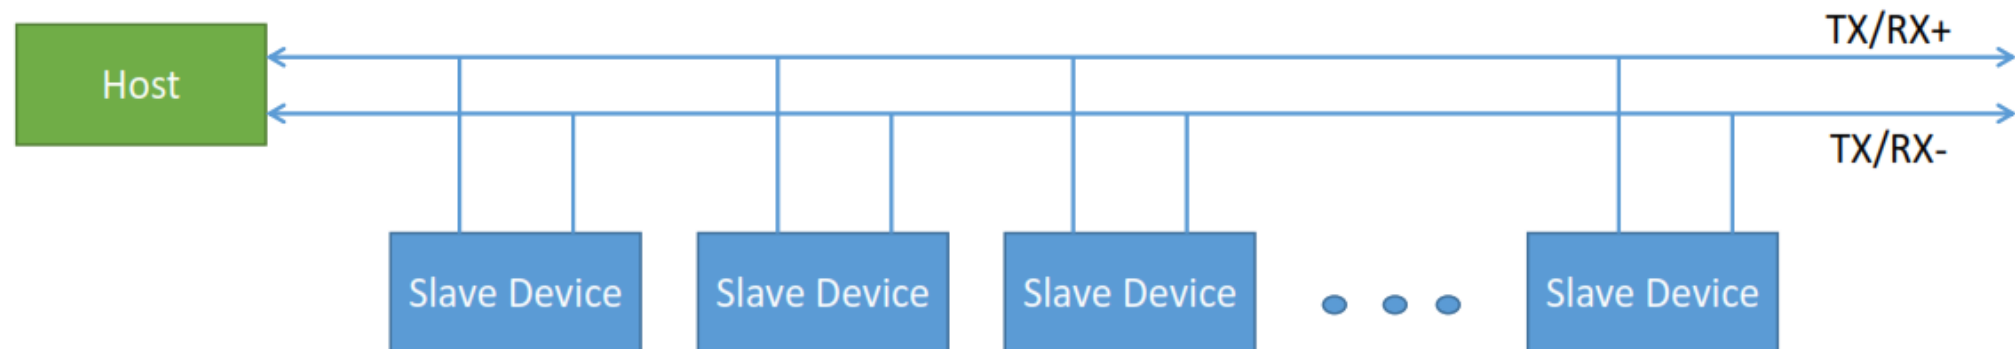 TX/RX+
Host
TX/RX-
Slave Device
Slave Device
Slave Device
Slave Device